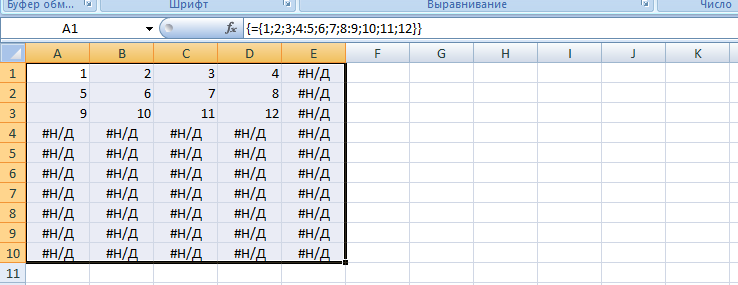 Буфер обм... Шрифт Выравнивание Число
A1 fx {={1;2;3;4:5;6;7;8:9;10;11;12}}
A B C D E F G H I J K
1 1 2 3 4 #Н/Д
2 5 6 7 8 #Н/Д
3 9 10 11 12 #Н/Д
4 #Н/Д #Н/Д #Н/Д #Н/Д #Н/Д
5 #Н/Д #Н/Д #Н/Д #Н/Д #Н/Д
6 #Н/Д #Н/Д #Н/Д #Н/Д #Н/Д
7 #Н/Д #Н/Д #Н/Д #Н/Д #Н/Д
8 #Н/Д #Н/Д #Н/Д #Н/Д #Н/Д
9 #Н/Д #Н/Д #Н/Д #Н/Д #Н/Д
10 #Н/Д #Н/Д #Н/Д #Н/Д #Н/Д
11